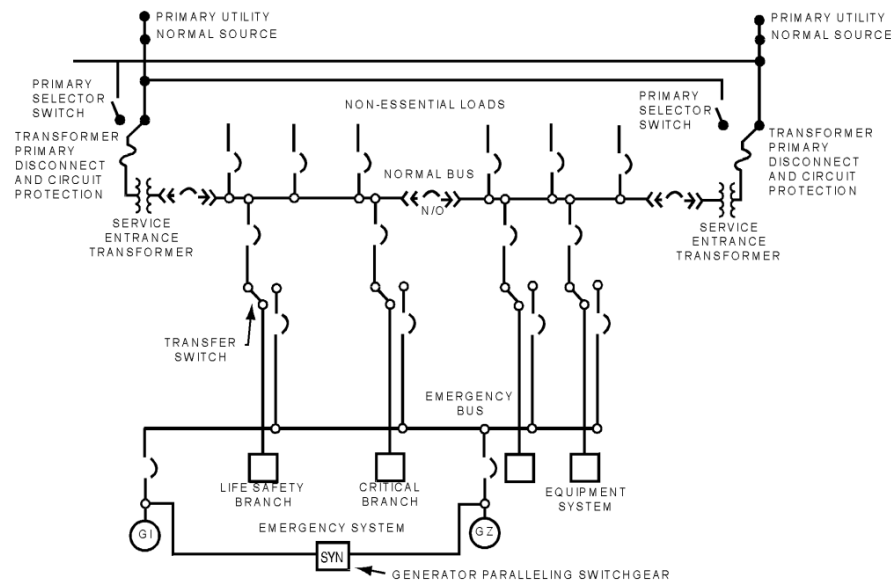 PRIMARY UTILITY
NORMAL SOURCE
PRIMARY UTILITY
NORMAL SOURCE
PRIMARY
SELECTOR
SWITCH
NON-ESSENTIAL LOADS
PRIMARY
SELECTOR
SWITCH
TRANSFORMER
PRIMARY
DISCONNECT
AND CIRCUIT
PROTECTION
TRANSFORMER
PRIMARY
DISCONNECT
AND CIRCUIT
PROTECTION
NORMAL BUS
N/O
SERVICE
ENTRANCE
TRANSFORMER
SERVICE
ENTRANCE
TRANSFORMER
TRANSFER
SWITCH
EMERGENCY
BUS
LIFE SAFETY
BRANCH
CRITICAL
BRANCH
EQUIPMENT
SYSTEM
GI
EMERGENCY SYSTEM
GZ
SYN
GENERATOR PARALLELING SWITCHGEAR